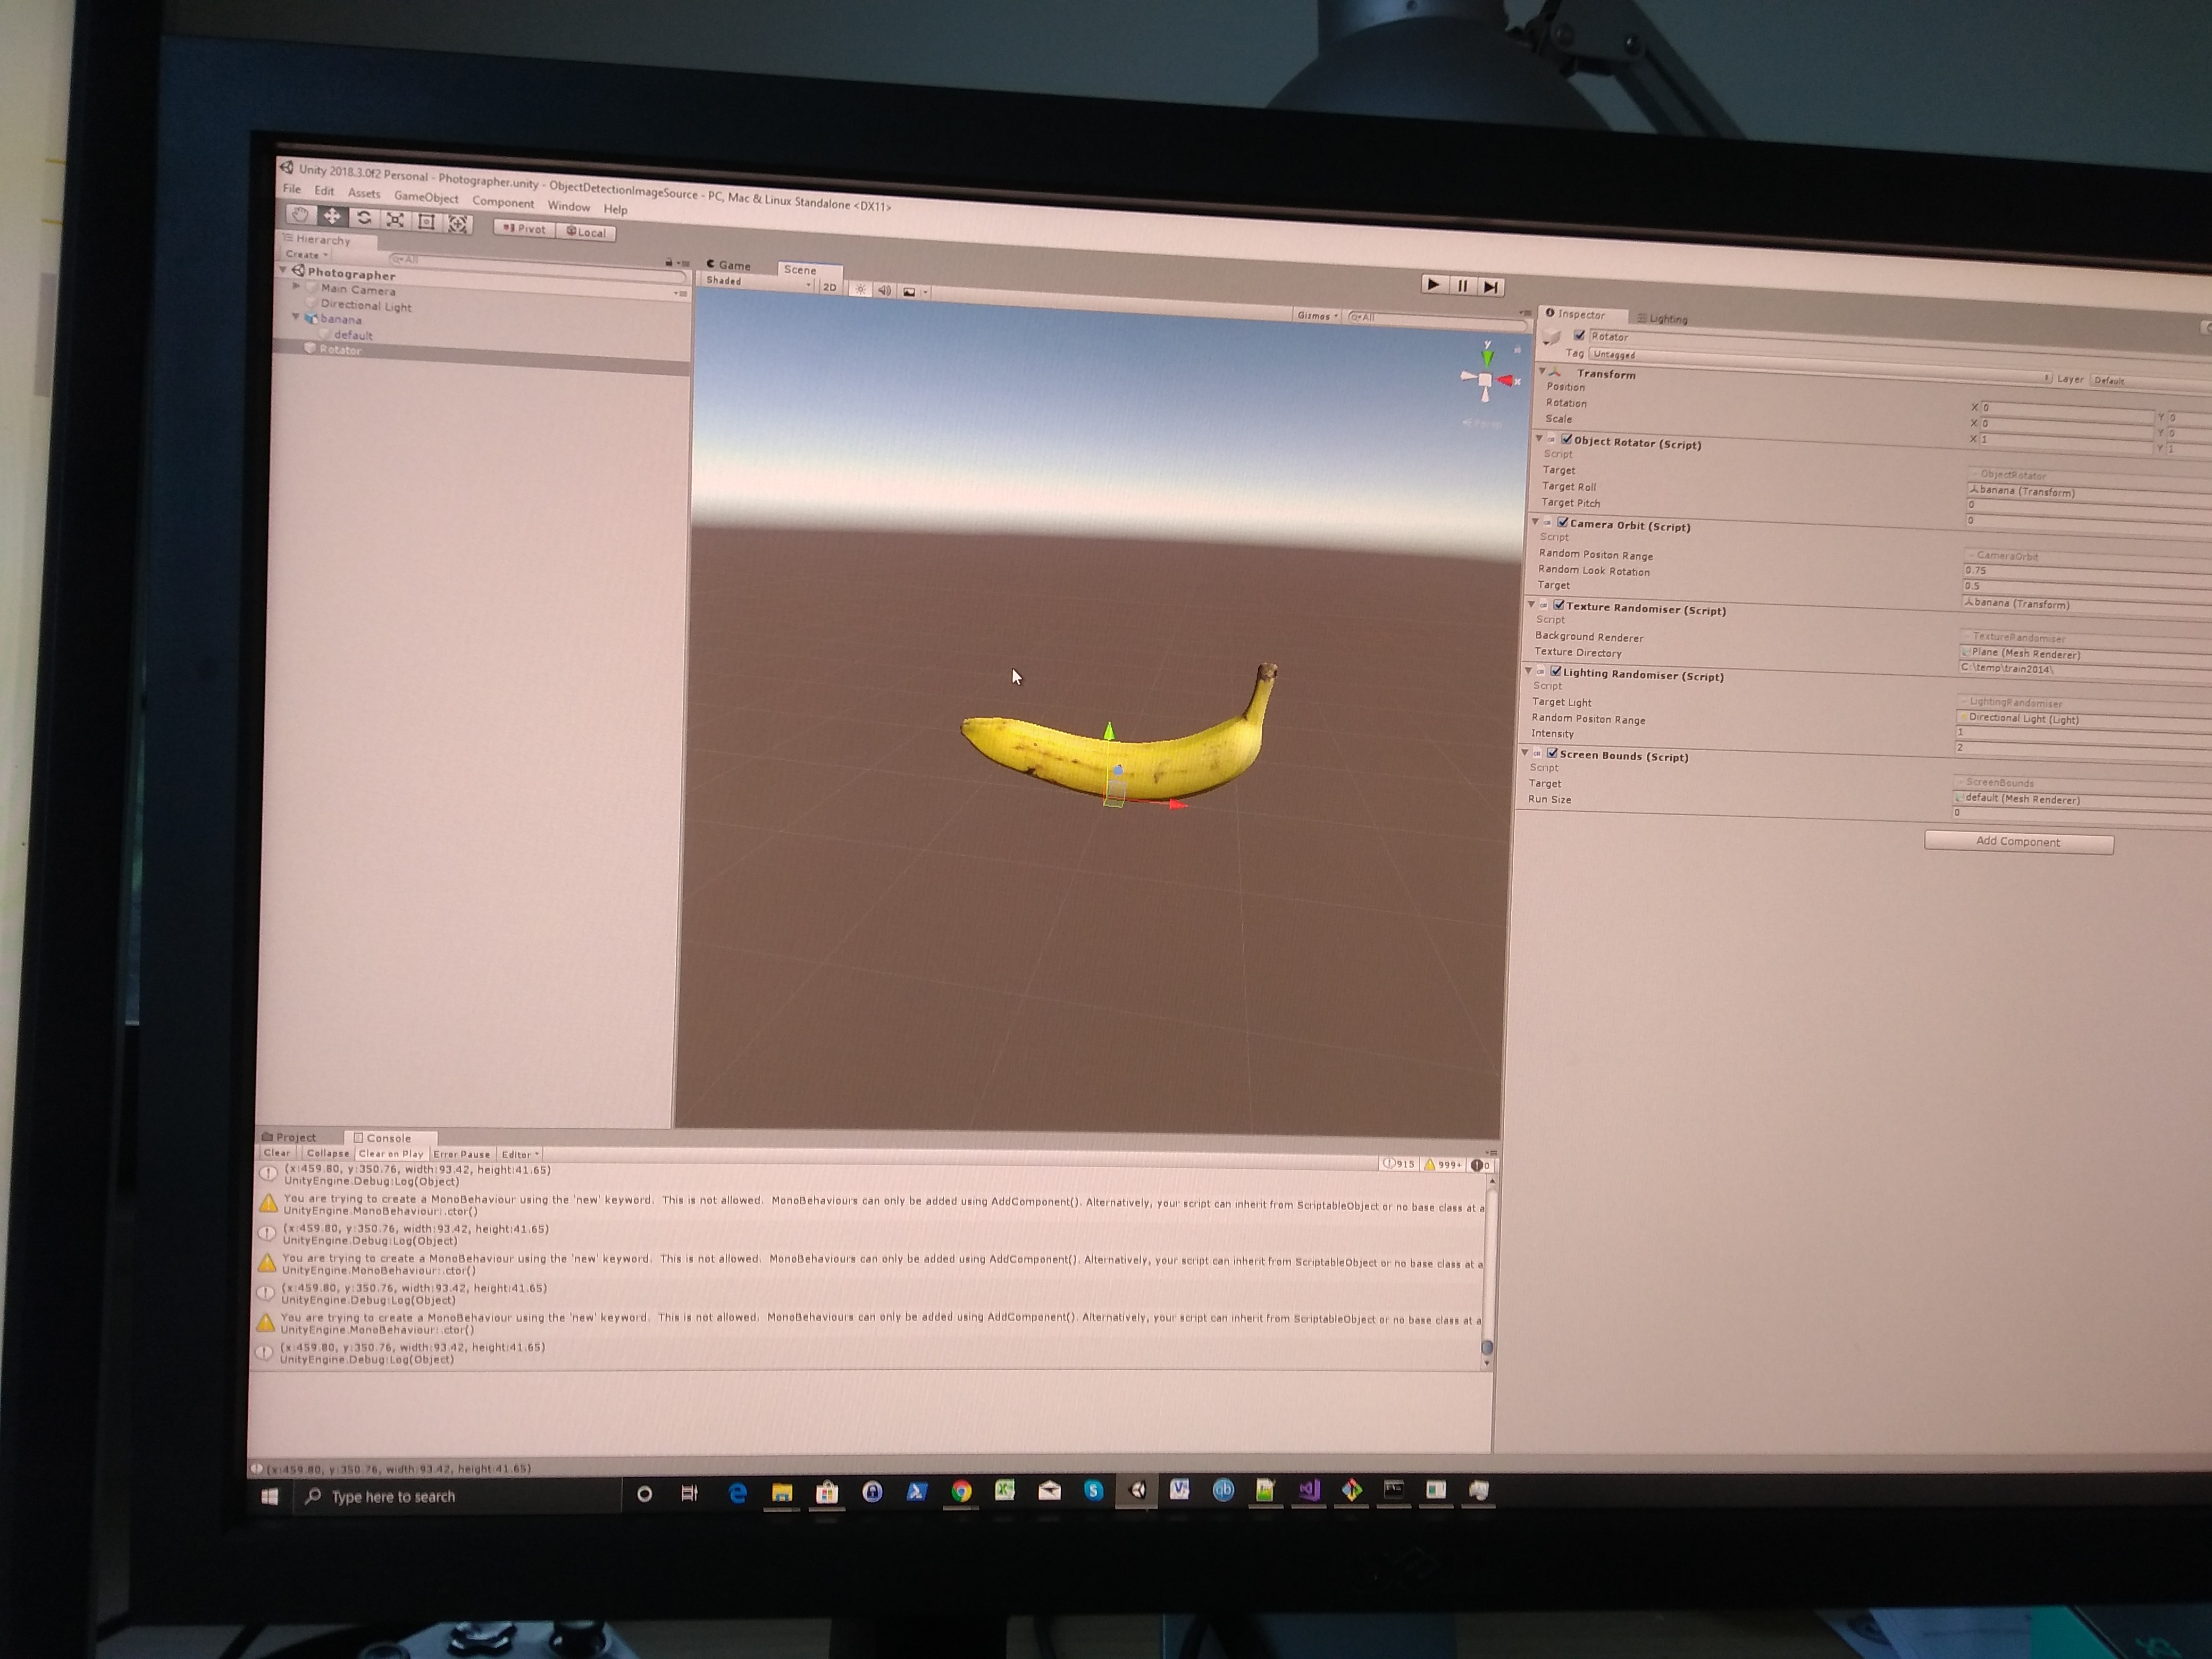 Unity 2018.3.0f2 Personal - Photographer.unity - ObjectDetectionImageSource - PC, Mac & Linux Standalone <DX11>
File Edit Assets GameObject Component Window Help
Pivot Local
Hierarchy
Create All
Photographer
Main Camera
Directional Light
banana
default
Rotator
Game Scene
Shaded 2D
Gizmos All
y
x
Persp
Inspector Lighting
Rotator
Tag Untagged
Layer Default
Transform
Position X 0 Y 0
Rotation X 0 Y 0
Scale X 1 Y 1
Object Rotator (Script)
Script ObjectRotator
Target banana (Transform)
Target Roll 0
Target Pitch 0
Camera Orbit (Script)
Script CameraOrbit
Random Positon Range 0.75
Random Look Rotation 0.5
Target banana (Transform)
Texture Randomiser (Script)
Script TextureRandomiser
Background Renderer Plane (Mesh Renderer)
Texture Directory C:\temp\train2014\
Lighting Randomiser (Script)
Script LightingRandomiser
Target Light Directional Light (Light)
Random Positon Range 1
Intensity 2
Screen Bounds (Script)
Script ScreenBounds
Target default (Mesh Renderer)
Run Size 0
Add Component
Project Console
Clear Collapse Clear on Play Error Pause Editor
915 999+ 0
(x:459.80, y:350.76, width:93.42, height:41.65)
UnityEngine.Debug:Log(Object)
You are trying to create a MonoBehaviour using the 'new' keyword. This is not allowed. MonoBehaviours can only be added using AddComponent(). Alternatively, your script can inherit from ScriptableObject or no base class at a
UnityEngine.MonoBehaviour:.ctor()
(x:459.80, y:350.76, width:93.42, height:41.65)
UnityEngine.Debug:Log(Object)
You are trying to create a MonoBehaviour using the 'new' keyword. This is not allowed. MonoBehaviours can only be added using AddComponent(). Alternatively, your script can inherit from ScriptableObject or no base class at a
UnityEngine.MonoBehaviour:.ctor()
(x:459.80, y:350.76, width:93.42, height:41.65)
UnityEngine.Debug:Log(Object)
You are trying to create a MonoBehaviour using the 'new' keyword. This is not allowed. MonoBehaviours can only be added using AddComponent(). Alternatively, your script can inherit from ScriptableObject or no base class at a
UnityEngine.MonoBehaviour:.ctor()
(x:459.80, y:350.76, width:93.42, height:41.65)
UnityEngine.Debug:Log(Object)
(x:459.80, y:350.76, width:93.42, height:41.65)
Type here to search
qb